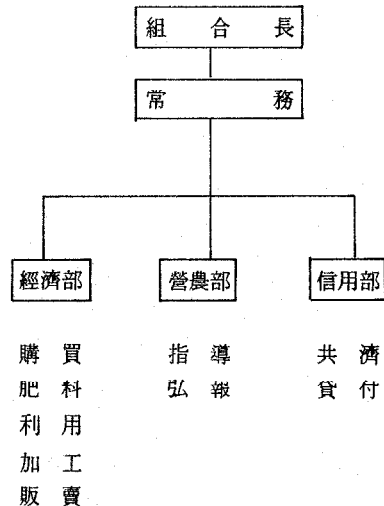 組合長
常務
經濟部 營農部 信用部
購買 指導 共濟
肥料 弘報 貸付
利用
加工
販賣